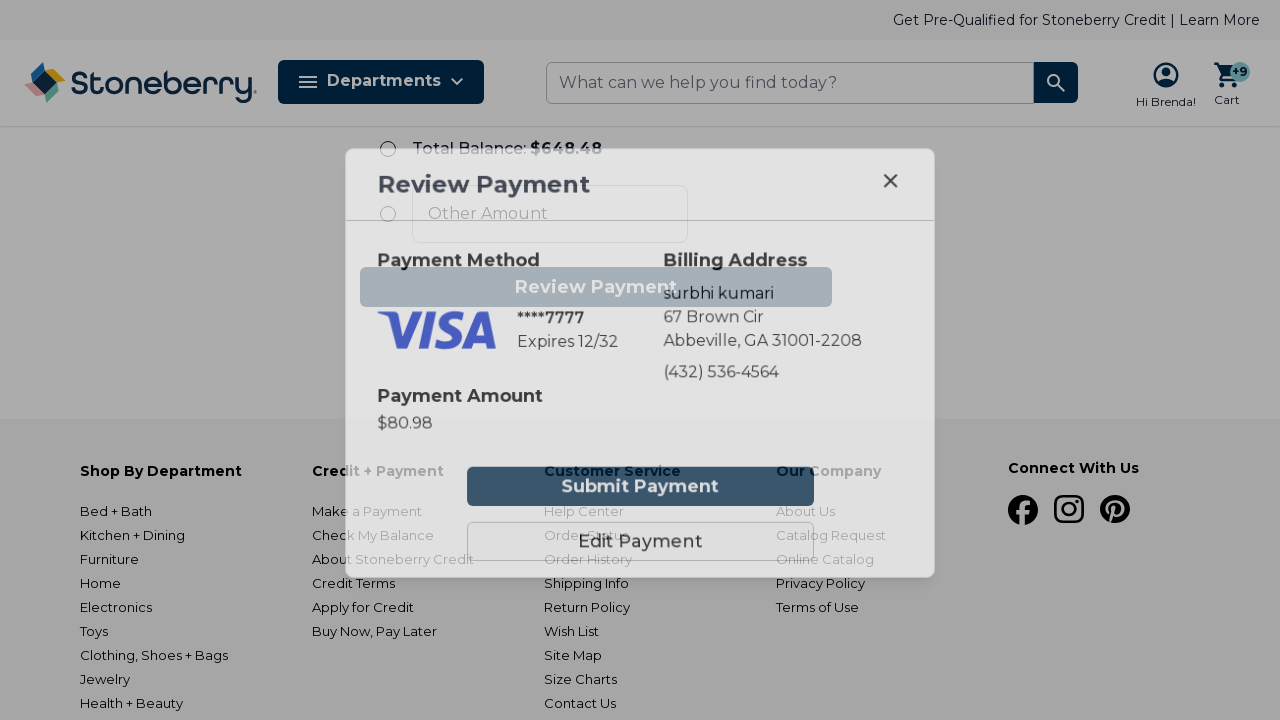 Get Pre-Qualified for Stoneberry Credit | Learn More
Stoneberry
Departments
What can we help you find today?
Hi Brenda!
+9
Cart
Total Balance: $648.48
Review Payment
Other Amount
Payment Method
Billing Address
Review Payment
surbhi kumari
****7777
67 Brown Cir
VISA
Expires 12/32
Abbeville, GA 31001-2208
(432) 536-4564
Payment Amount
$80.98
Submit Payment
Edit Payment
Shop By Department
Bed + Bath
Kitchen + Dining
Furniture
Home
Electronics
Toys
Clothing, Shoes + Bags
Jewelry
Health + Beauty
Credit + Payment
Make a Payment
Check My Balance
About Stoneberry Credit
Credit Terms
Apply for Credit
Buy Now, Pay Later
Customer Service
Help Center
Order Status
Order History
Shipping Info
Return Policy
Wish List
Site Map
Size Charts
Contact Us
Our Company
About Us
Catalog Request
Online Catalog
Privacy Policy
Terms of Use
Connect With Us